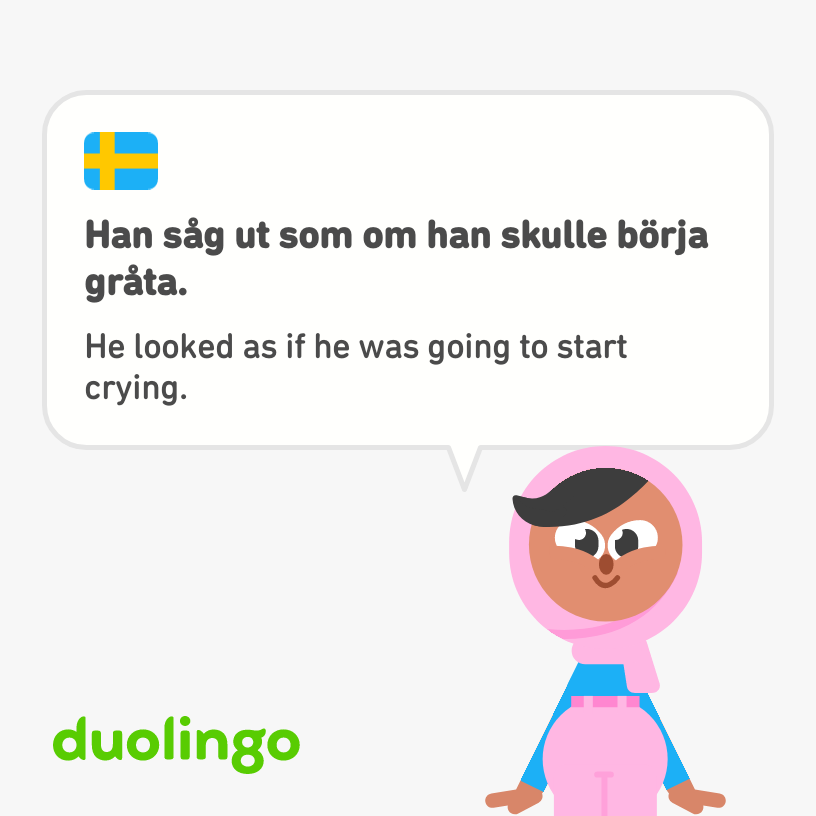 Han såg ut som om han skulle börja
gråta.
He looked as if he was going to start
crying.
duolingo